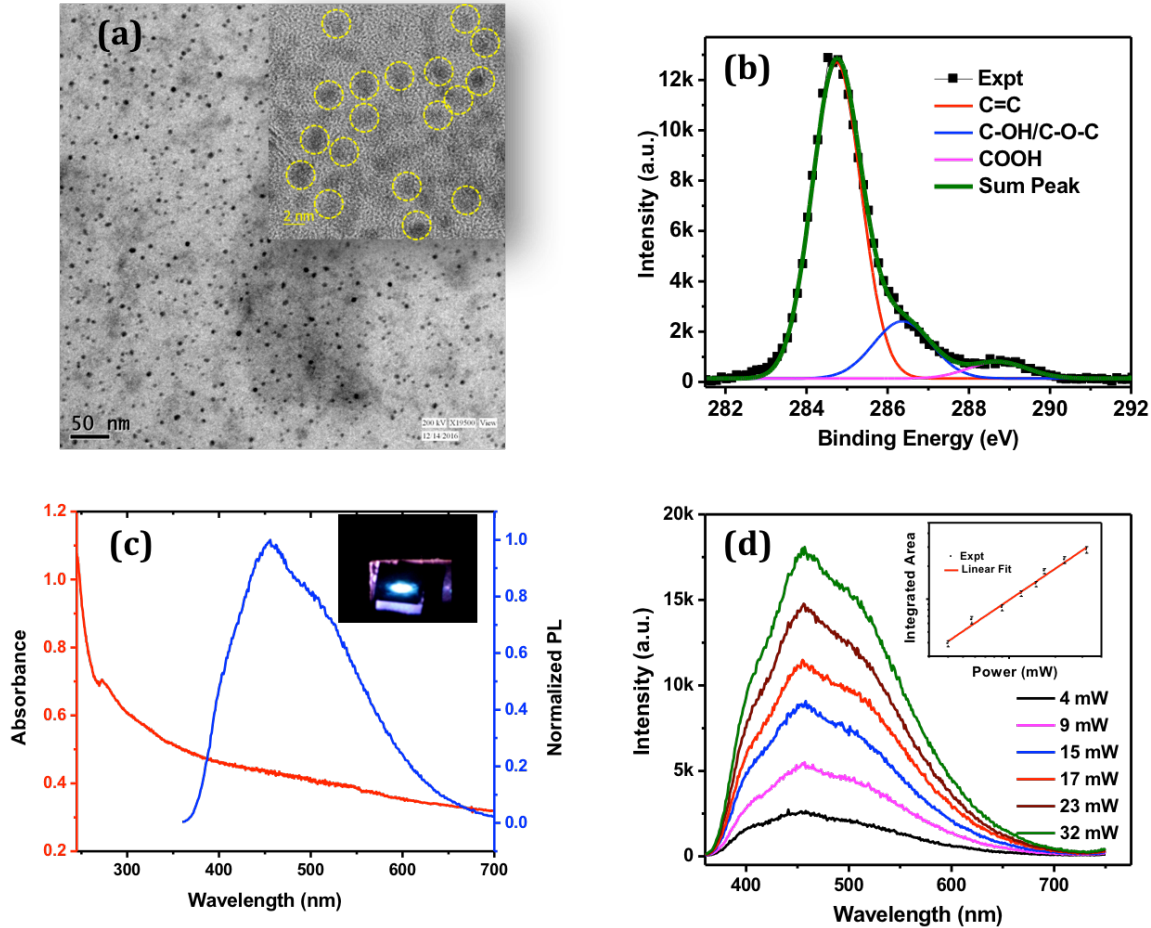 (a)
2 nm
50 nm
200 kV X19500 View
12/14/2016
(b)
Expt
C=C
C-OH/C-O-C
COOH
Sum Peak
Intensity (a.u.)
12k
10k
8k
6k
4k
2k
0
282 284 286 288 290 292
Binding Energy (eV)
(c)
Absorbance
1.2
1.0
0.8
0.6
0.4
0.2
Normalized PL
1.0
0.8
0.6
0.4
0.2
0.0
300 400 500 600 700
Wavelength (nm)
(d)
Intensity (a.u.)
20k
15k
10k
5k
0
Integrated Area
Expt
Linear Fit
Power (mW)
4 mW
9 mW
15 mW
17 mW
23 mW
32 mW
400 500 600 700
Wavelength (nm)